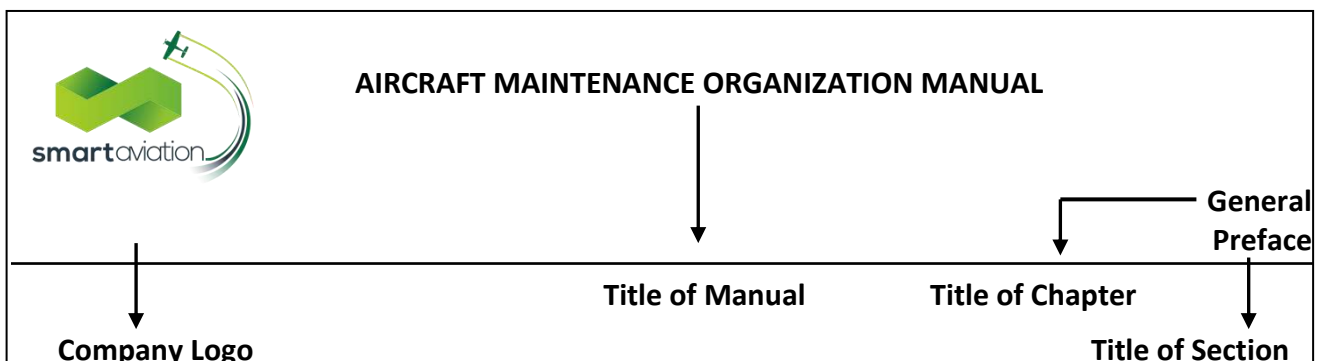 AIRCRAFT MAINTENANCE ORGANIZATION MANUAL
smartaviation
General
Preface
Title of Manual
Title of Chapter
Company Logo
Title of Section